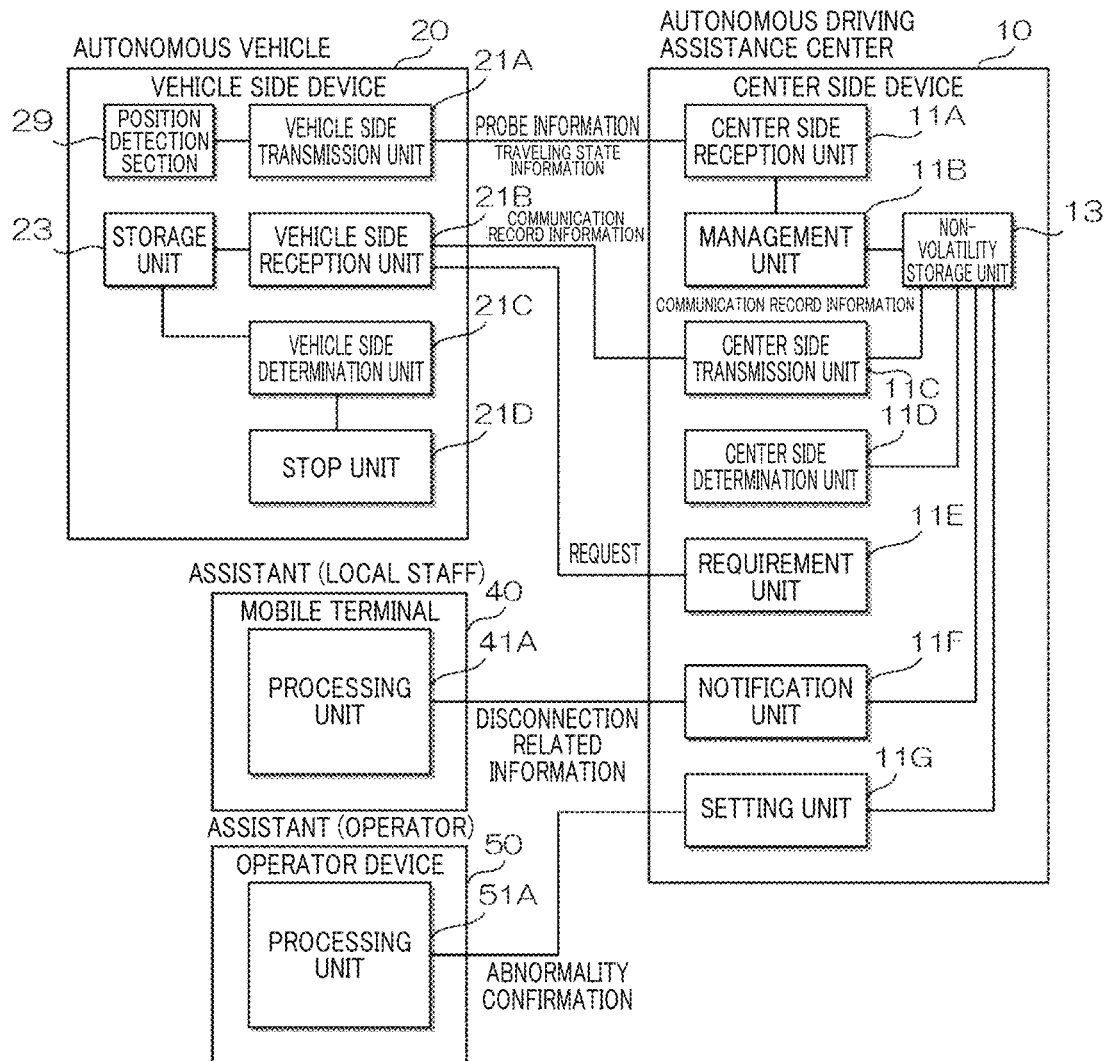 AUTONOMOUS VEHICLE
20
VEHICLE SIDE DEVICE
21A
29
POSITION
DETECTION
SECTION
VEHICLE SIDE
TRANSMISSION UNIT
PROBE INFORMATION
TRAVELING STATE
INFORMATION
21B
COMMUNICATION
RECORD INFORMATION
23
STORAGE
UNIT
VEHICLE SIDE
RECEPTION UNIT
21C
VEHICLE SIDE
DETERMINATION UNIT
21D
STOP UNIT
AUTONOMOUS DRIVING
ASSISTANCE CENTER
10
CENTER SIDE DEVICE
11A
CENTER SIDE
RECEPTION UNIT
11B
13
MANAGEMENT
UNIT
NON-
VOLATILITY
STORAGE UNIT
COMMUNICATION RECORD INFORMATION
CENTER SIDE
TRANSMISSION UNIT
11C
11D
CENTER SIDE
DETERMINATION UNIT
11E
REQUEST
REQUIREMENT
UNIT
ASSISTANT (LOCAL STAFF)
40
MOBILE TERMINAL
41A
PROCESSING
UNIT
11F
NOTIFICATION
UNIT
DISCONNECTION
RELATED
INFORMATION
11G
SETTING UNIT
ASSISTANT (OPERATOR)
50
OPERATOR DEVICE
51A
PROCESSING
UNIT
ABNORMALITY
CONFIRMATION